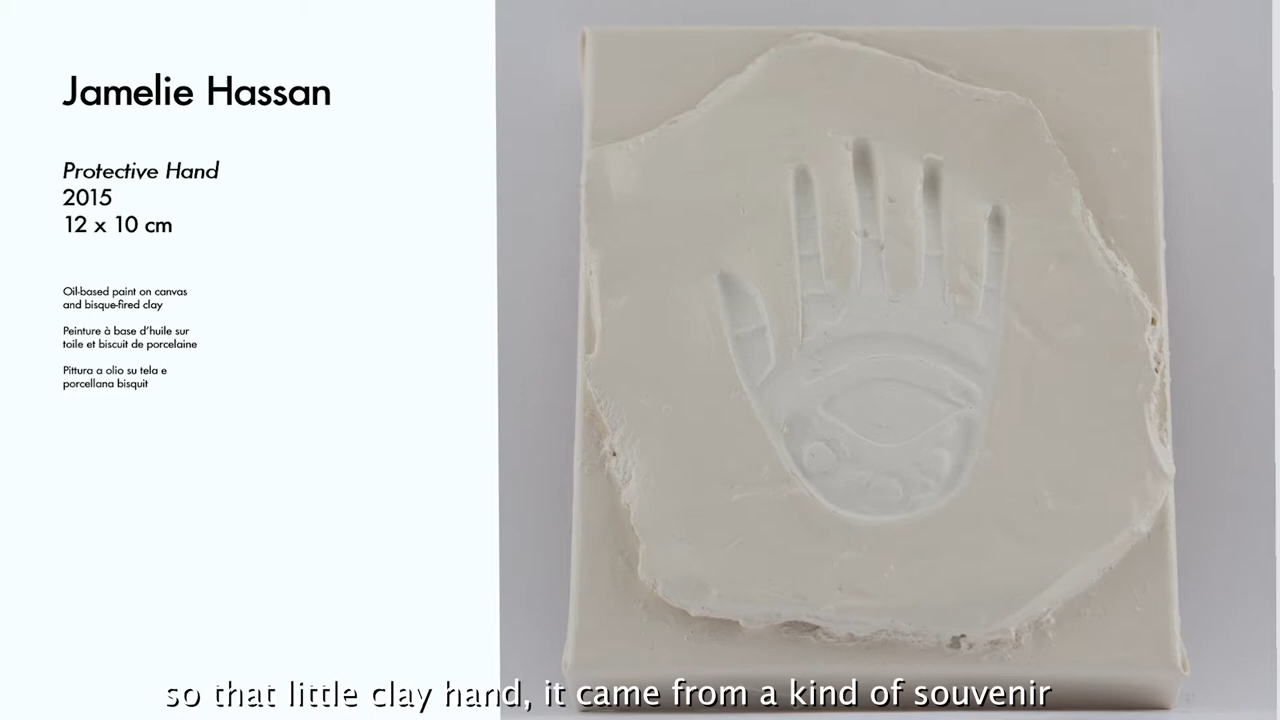 Jamelie Hassan
Protective Hand
2015
12 x 10 cm
Oil-based paint on canvas
and bisque-fired clay
Peinture à base d'huile sur
toile et biscuit de porcelaine
Pittura a olio su tela e
porcellana bisquit
so that little clay hand, it came from a kind of souvenir